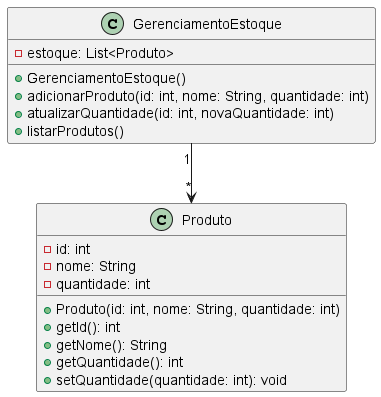 C GerenciamentoEstoque
estoque: List<Produto>
GerenciamentoEstoque()
adicionarProduto(id: int, nome: String, quantidade: int)
atualizarQuantidade(id: int, novaQuantidade: int)
listarProdutos()
1
*
C Produto
id: int
nome: String
quantidade: int
Produto(id: int, nome: String, quantidade: int)
getId(): int
getNome(): String
getQuantidade(): int
setQuantidade(quantidade: int): void